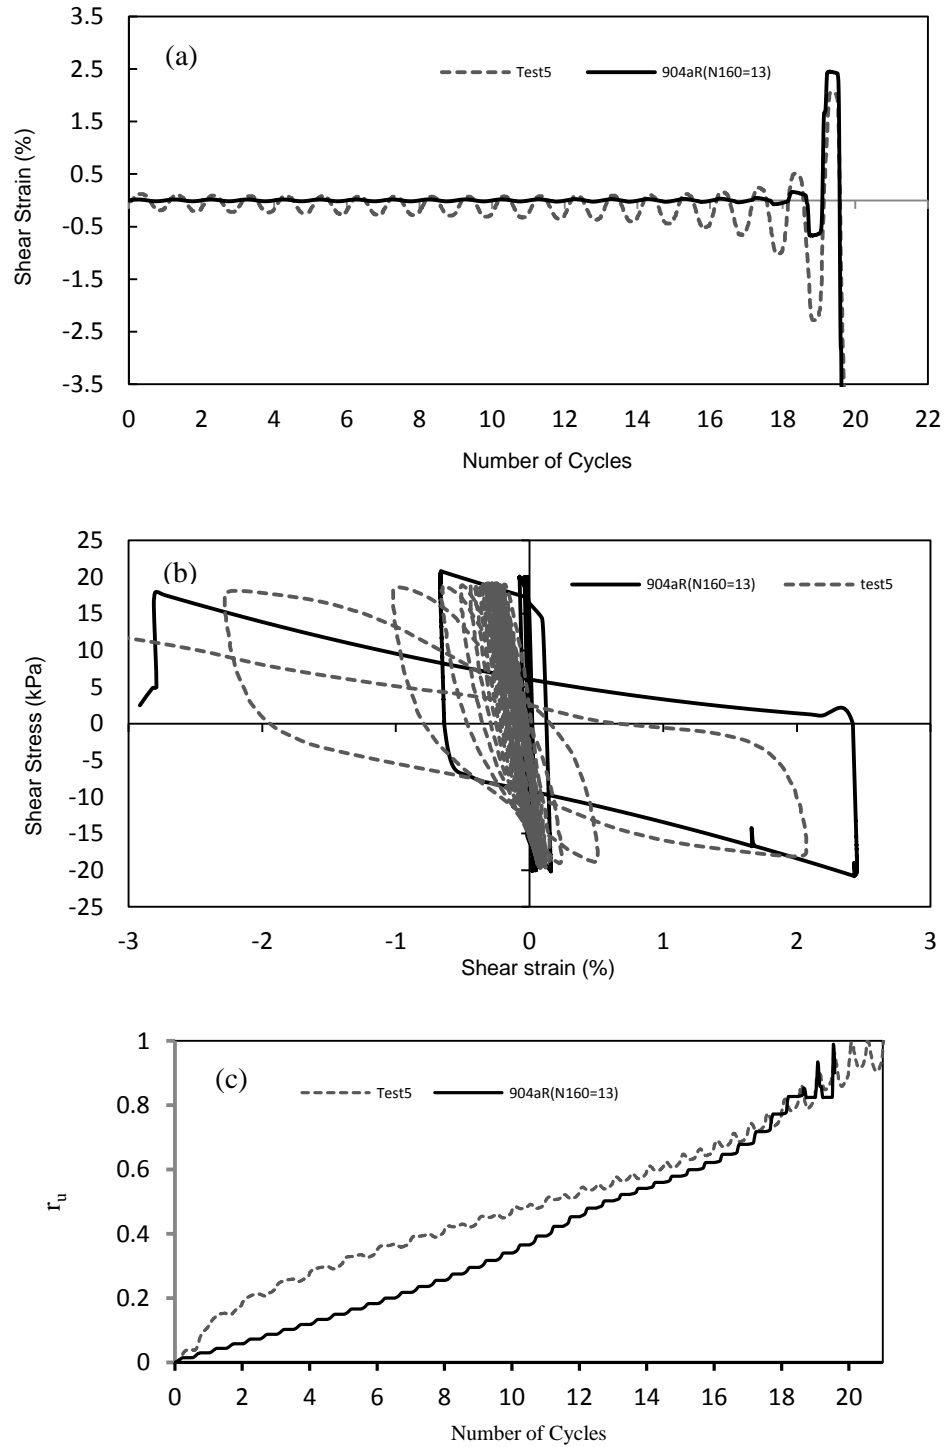 3.5
(a)
Test5 904aR(N160=13)
2.5
1.5
0.5
-0.5
-1.5
-2.5
-3.5
Shear Strain (%)
0 2 4 6 8 10 12 14 16 18 20 22
Number of Cycles
25
(b)
904aR(N160=13) test5
20
15
10
5
0
-5
-10
-15
-20
-25
Shear Stress (kPa)
-3 -2 -1 0 1 2 3
Shear strain (%)
1
(c)
Test5 904aR(N160=13)
0.8
0.6
0.4
0.2
0
ru
0 2 4 6 8 10 12 14 16 18 20
Number of Cycles